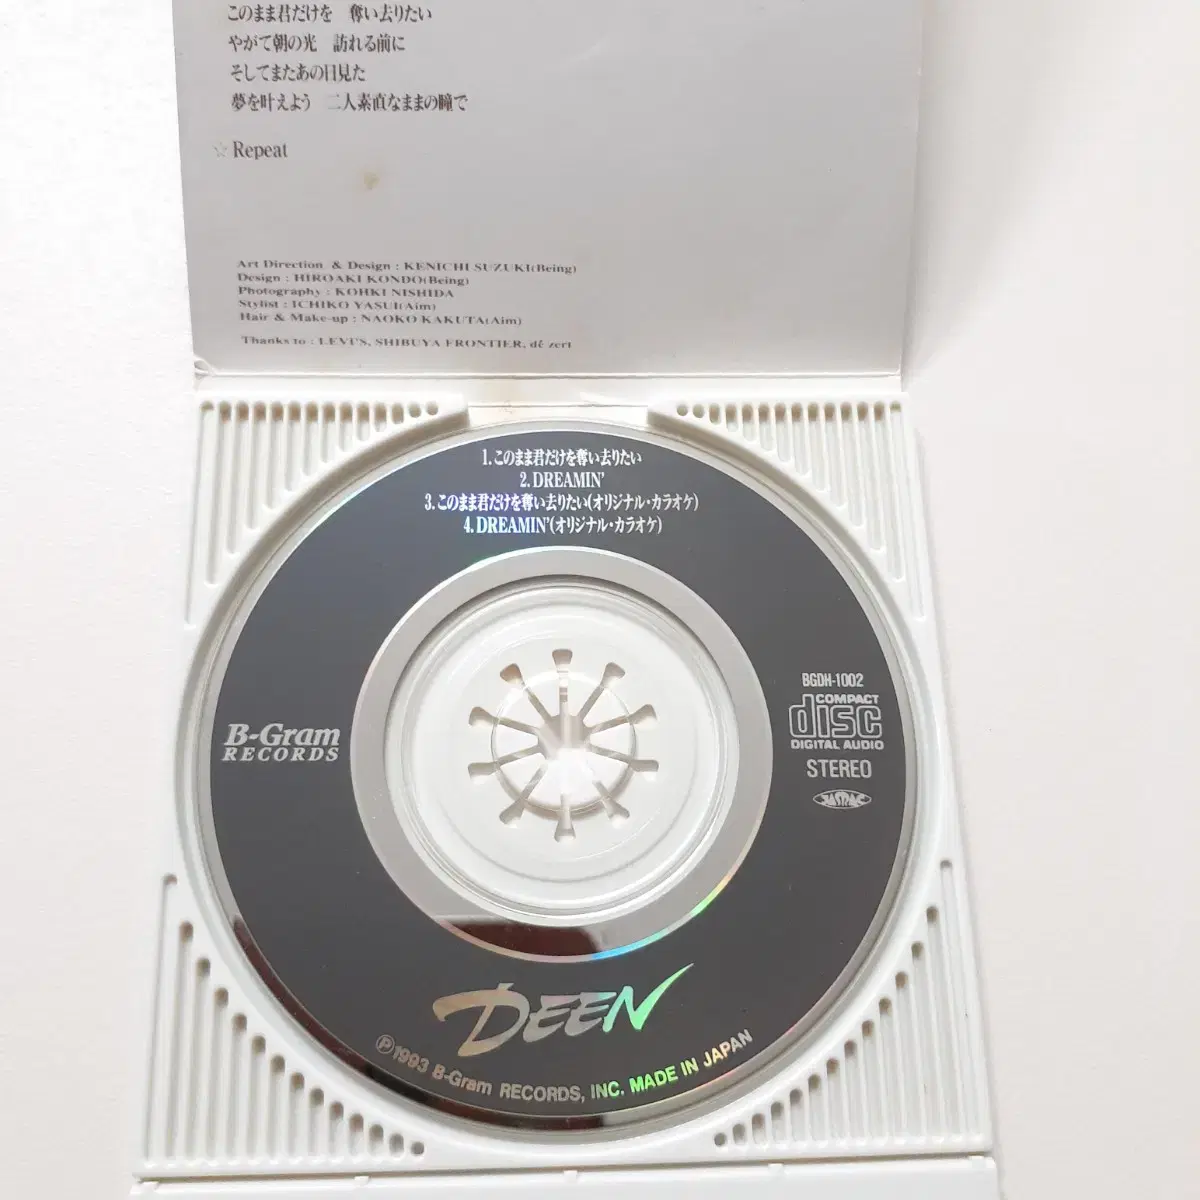 このまま君だけを　奪い去りたい
やがて朝の光　訪れる前に
そしてまたあの日見た
夢を叶えよう　二人素直なままの瞳で
☆ Repeat
Art Direction & Design : KENICHI SUZUKI(Being)
Design : HIROAKI KONDO(Being)
Photography : KOHKI NISHIDA
Stylist : ICHIKO YASUI(Aim)
Hair & Make-up : NAOKO KAKUTA(Aim)
Thanks to : LEVI'S, SHIBUYA FRONTIER, dé zert
1.このまま君だけを奪い去りたい
2.DREAMIN'
3.このまま君だけを奪い去りたい(オリジナル・カラオケ)
4.DREAMIN'(オリジナル・カラオケ)
B-Gram
RECORDS
BGDH-1002
COMPACT
disc
DIGITAL AUDIO
STEREO
JASRAC
DEEN
Ⓟ1993 B-Gram RECORDS, INC. MADE IN JAPAN